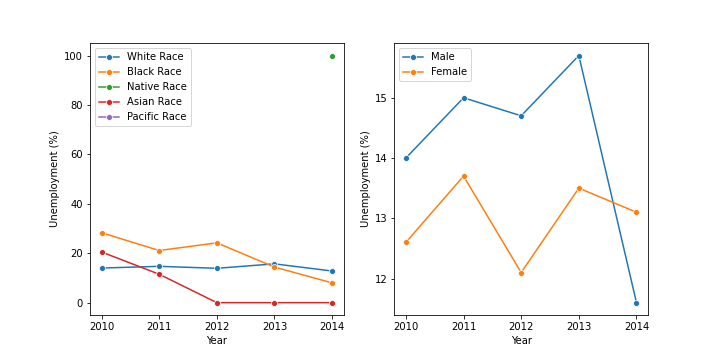 Unemployment (%)
100
80
60
40
20
0
White Race
Black Race
Native Race
Asian Race
Pacific Race
2010 2011 2012 2013 2014
Year
Unemployment (%)
15
14
13
12
Male
Female
2010 2011 2012 2013 2014
Year